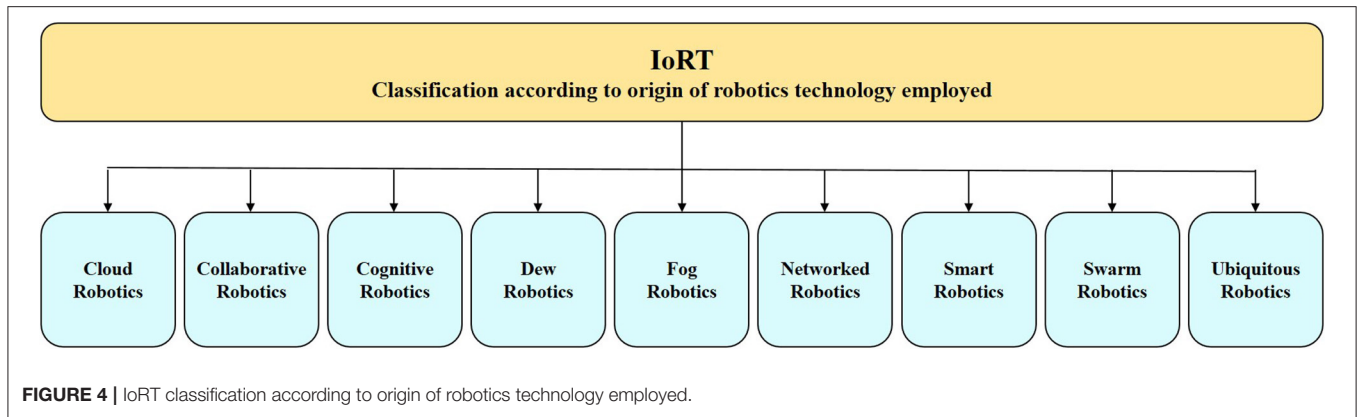 IoRT
Classification according to origin of robotics technology employed
Cloud
Robotics
Collaborative
Robotics
Cognitive
Robotics
Dew
Robotics
Fog
Robotics
Networked
Robotics
Smart
Robotics
Swarm
Robotics
Ubiquitous
Robotics
FIGURE 4 | IoRT classification according to origin of robotics technology employed.